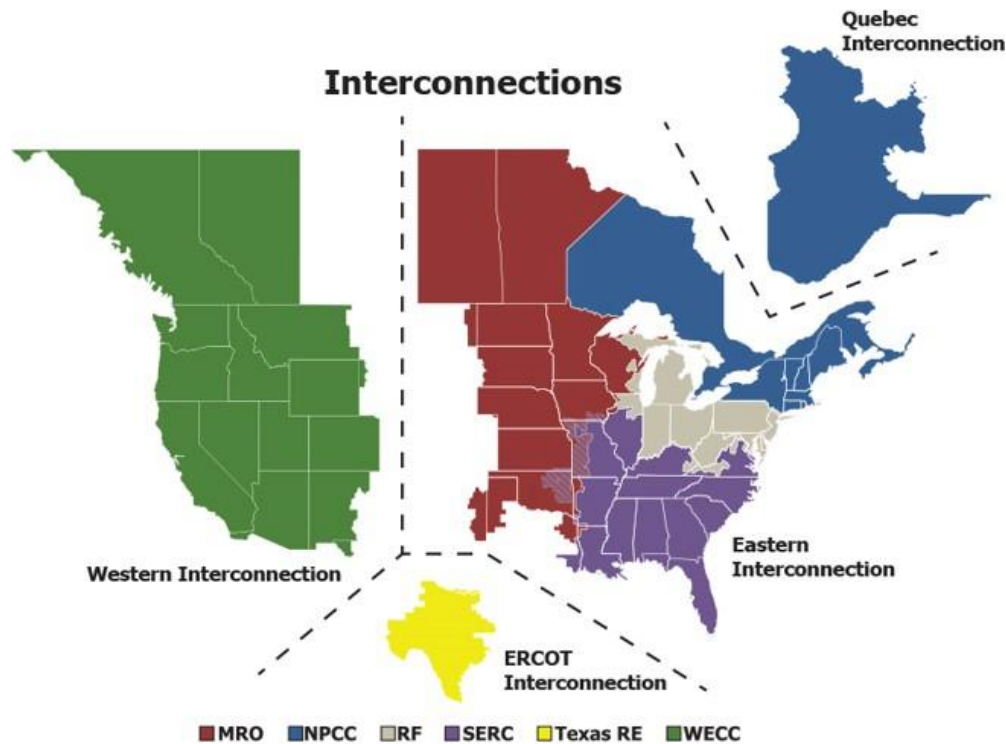 Quebec
Interconnection
Interconnections
Western Interconnection
Eastern
Interconnection
ERCOT
Interconnection
MRO NPCC RF SERC Texas RE WECC